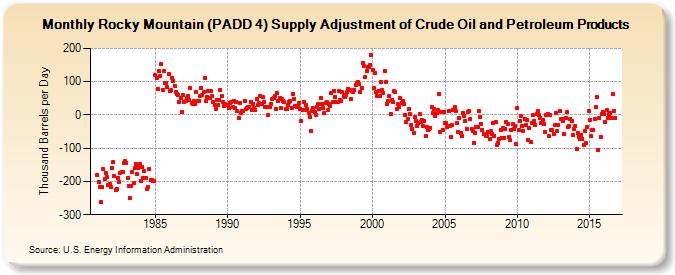 Monthly Rocky Mountain (PADD 4) Supply Adjustment of Crude Oil and Petroleum Products
Thousand Barrels per Day
200
100
0
-100
-200
-300
1985 1990 1995 2000 2005 2010 2015
Source: U.S. Energy Information Administration